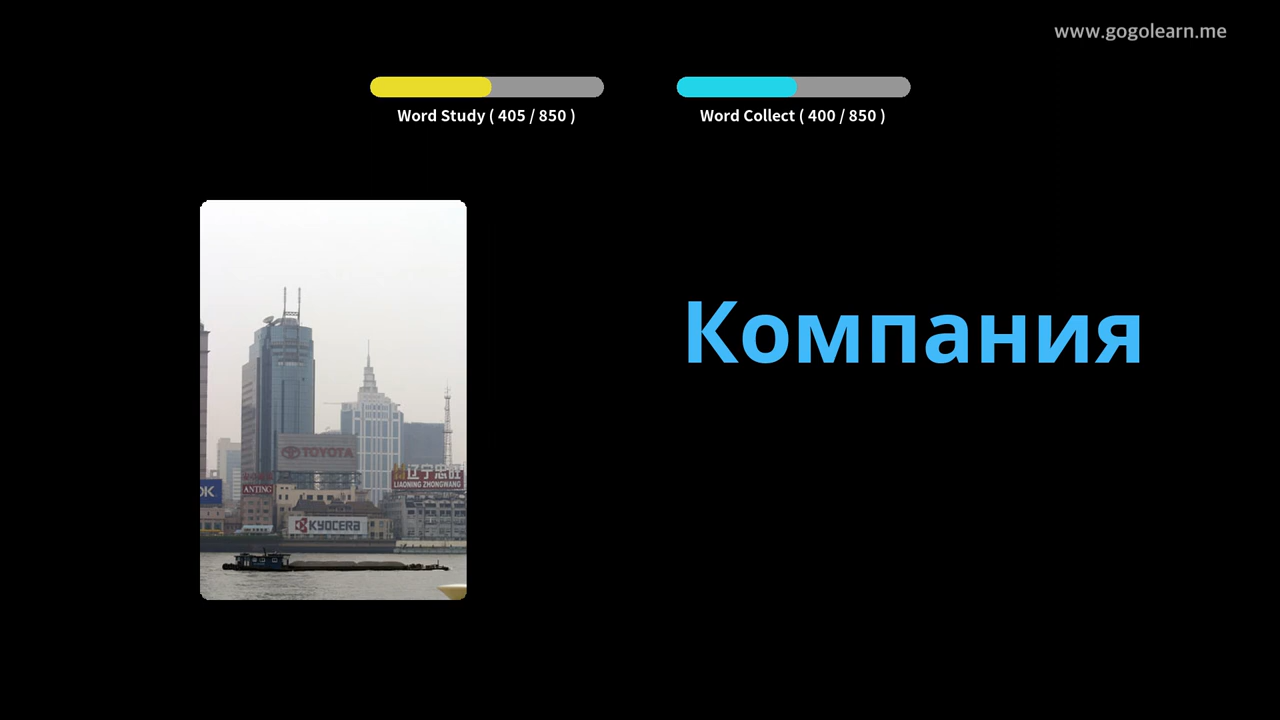 www.gogolearn.me
Word Study ( 405 / 850 )
Word Collect ( 400 / 850 )
Компания
TOYOTA
辽宁忠旺
LIAONING ZHONGWANG
OK
ANTING
KYOCERA